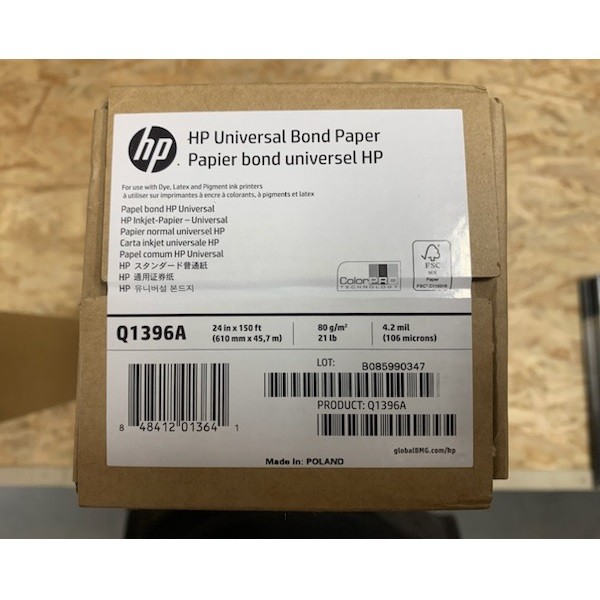 hp
HP Universal Bond Paper
Papier bond universel HP
For use with Dye, Latex and Pigment ink printers
à utiliser sur imprimantes à encre à colorants, à pigments et latex
Papel bond HP Universal
HP Inkjet-Papier – Universal
Papier normal universel HP
Carta inkjet universale HP
Papel comum HP Universal
HP スタンダード普通紙
HP 通用证券纸
HP 유니버설 본드지
ColorPRO
TECHNOLOGY
FSC
Paper
Q1396A
24 in x 150 ft
(610 mm x 45,7 m)
80 g/m²
21 lb
4.2 mil
(106 microns)
LOT: B085990347
PRODUCT: Q1396A
8 48412 01364 1
Made In: POLAND
globalBMG.com/hp